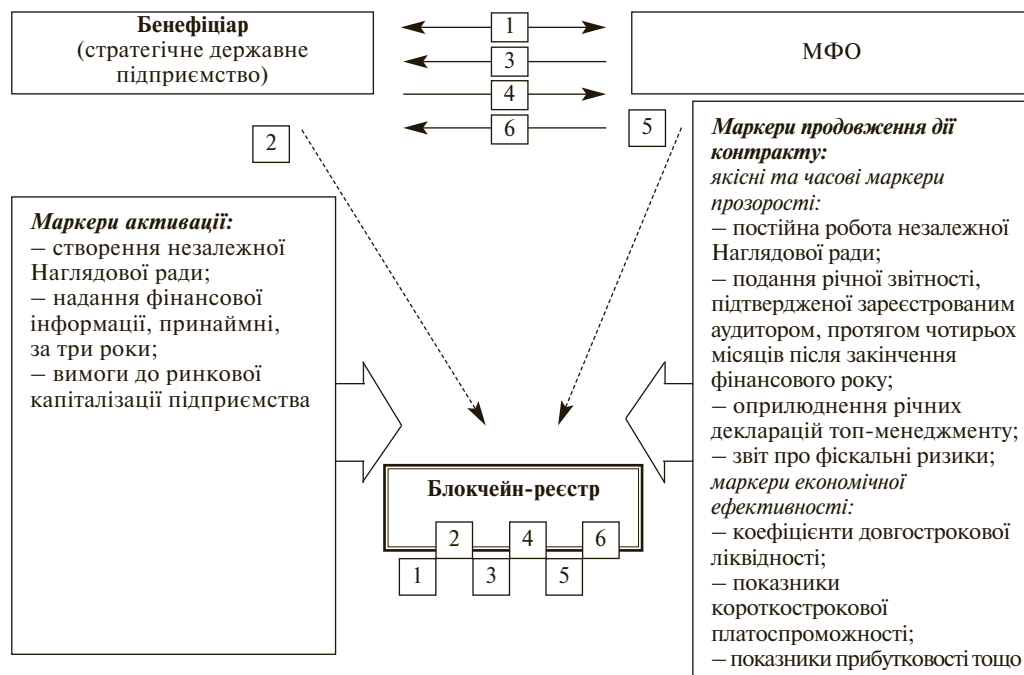 Бенефіціар
(стратегічне державне
підприємство)
1
3
4
6
МФО
2
5
Маркери активації:
– створення незалежної
Наглядової ради;
– надання фінансової
інформації, принаймні,
за три роки;
– вимоги до ринкової
капіталізації підприємства
Маркери продовження дії
контракту:
якісні та часові маркери
прозорості:
– постійна робота незалежної
Наглядової ради;
– подання річної звітності,
підтвердженої зареєстрованим
аудитором, протягом чотирьох
місяців після закінчення
фінансового року;
– оприлюднення річних
декларацій топ-менеджменту;
– звіт про фіскальні ризики;
маркери економічної
ефективності:
– коефіцієнти довгострокової
ліквідності;
– показники
короткострокової
платоспроможності;
– показники прибутковості тощо
Блокчейн-реєстр
2 4 6
1 3 5